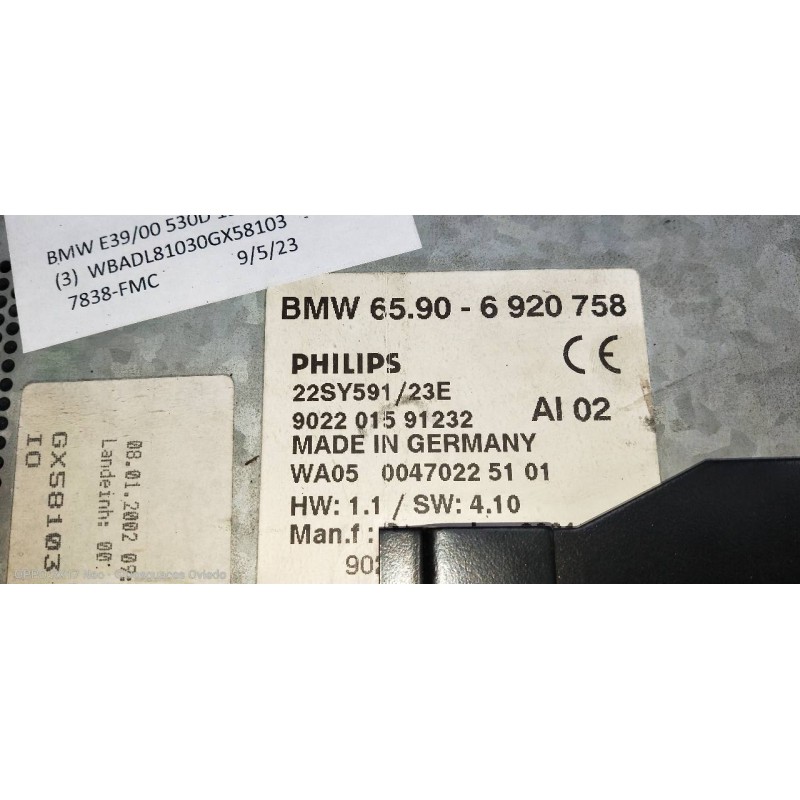 BMW E39/00 530D
(3) WBADL81030GX58103
7838-FMC 9/5/23
BMW 65.90 - 6 920 758
PHILIPS CE
22SY591/23E
9022 015 91232 AI 02
MADE IN GERMANY
WA05 0047022 51 01
HW: 1.1 / SW: 4.10
Man.f :
08.01.2002 09:
Landeinh: 00
GX58103
IO
Oviedo